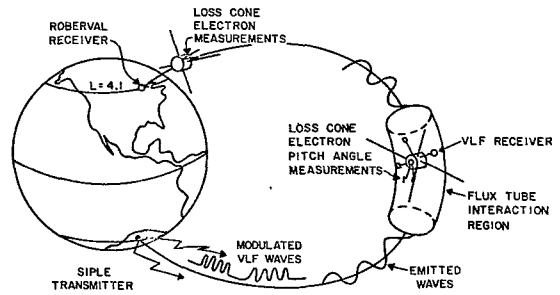 LOSS CONE
ELECTRON
MEASUREMENTS
ROBERVAL
RECEIVER
L=4.1
LOSS CONE
ELECTRON
PITCH ANGLE
MEASUREMENTS
VLF RECEIVER
FLUX TUBE
INTERACTION
REGION
MODULATED
VLF WAVES
SIPLE
TRANSMITTER
EMITTED
WAVES